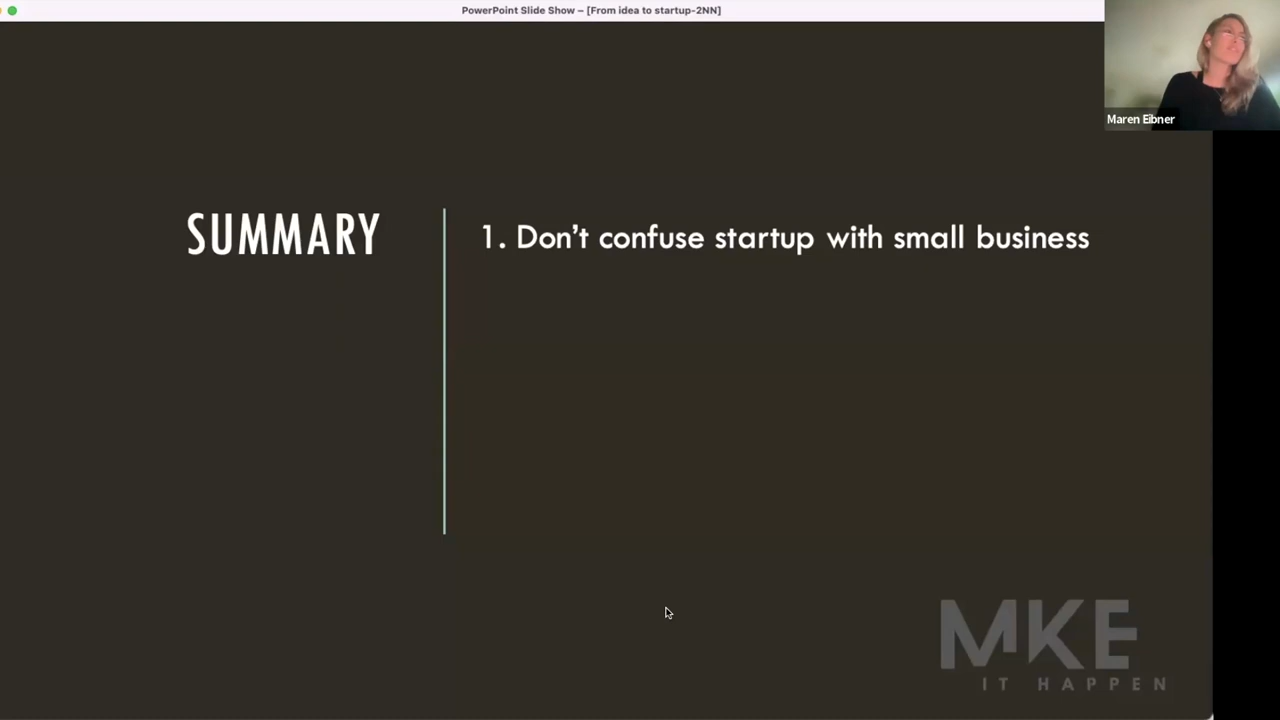 PowerPoint Slide Show – [From idea to startup-2NN]
Maren Eibner
SUMMARY
1. Don't confuse startup with small business
MKE
IT HAPPEN